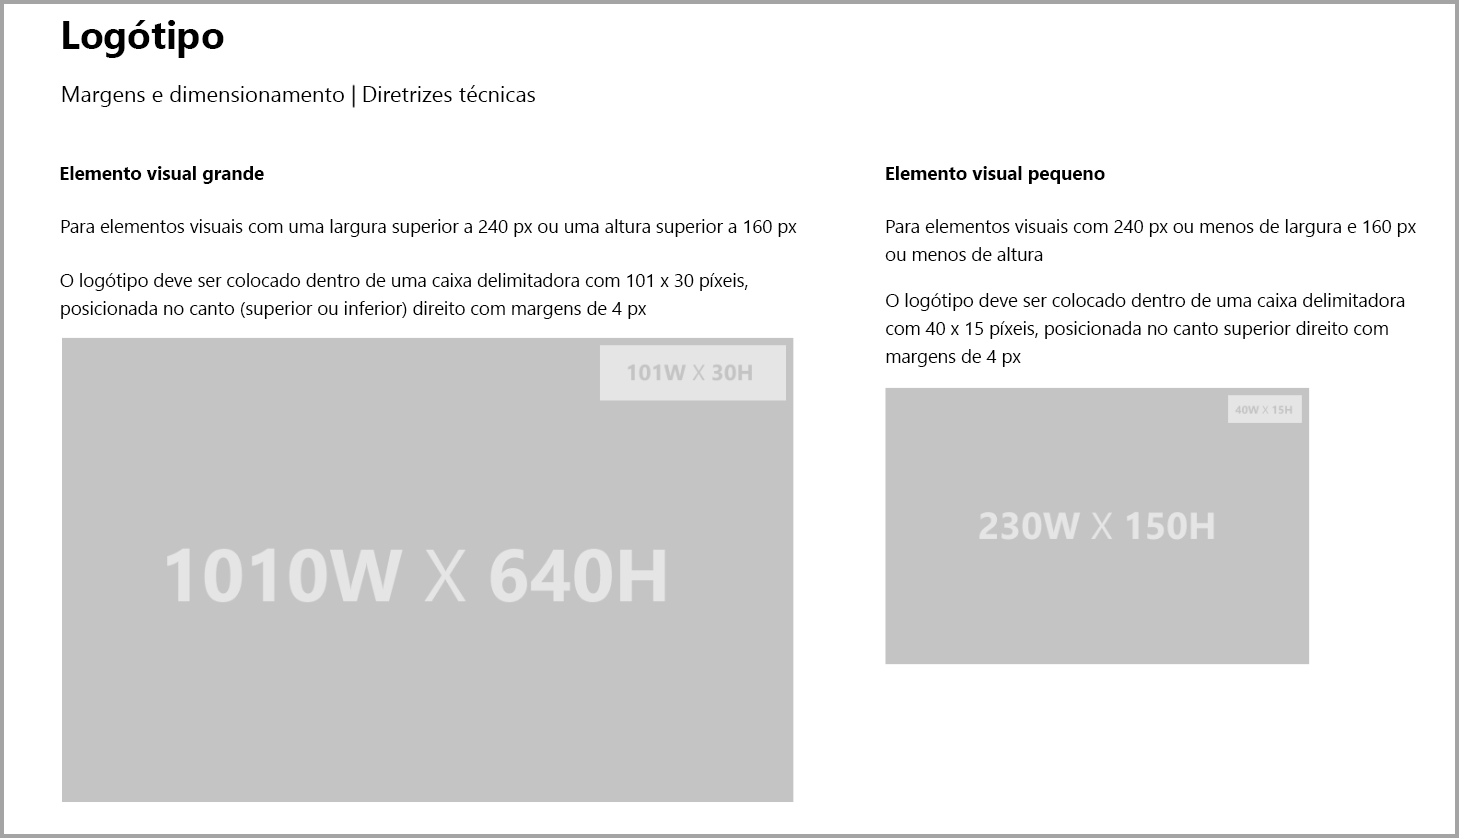 Logótipo
Margens e dimensionamento | Diretrizes técnicas
Elemento visual grande
Para elementos visuais com uma largura superior a 240 px ou uma altura superior a 160 px
O logótipo deve ser colocado dentro de uma caixa delimitadora com 101 x 30 píxeis,
posicionada no canto (superior ou inferior) direito com margens de 4 px
101W X 30H
1010W X 640H
Elemento visual pequeno
Para elementos visuais com 240 px ou menos de largura e 160 px
ou menos de altura
O logótipo deve ser colocado dentro de uma caixa delimitadora
com 40 x 15 píxeis, posicionada no canto superior direito com
margens de 4 px
40W X 15H
230W X 150H